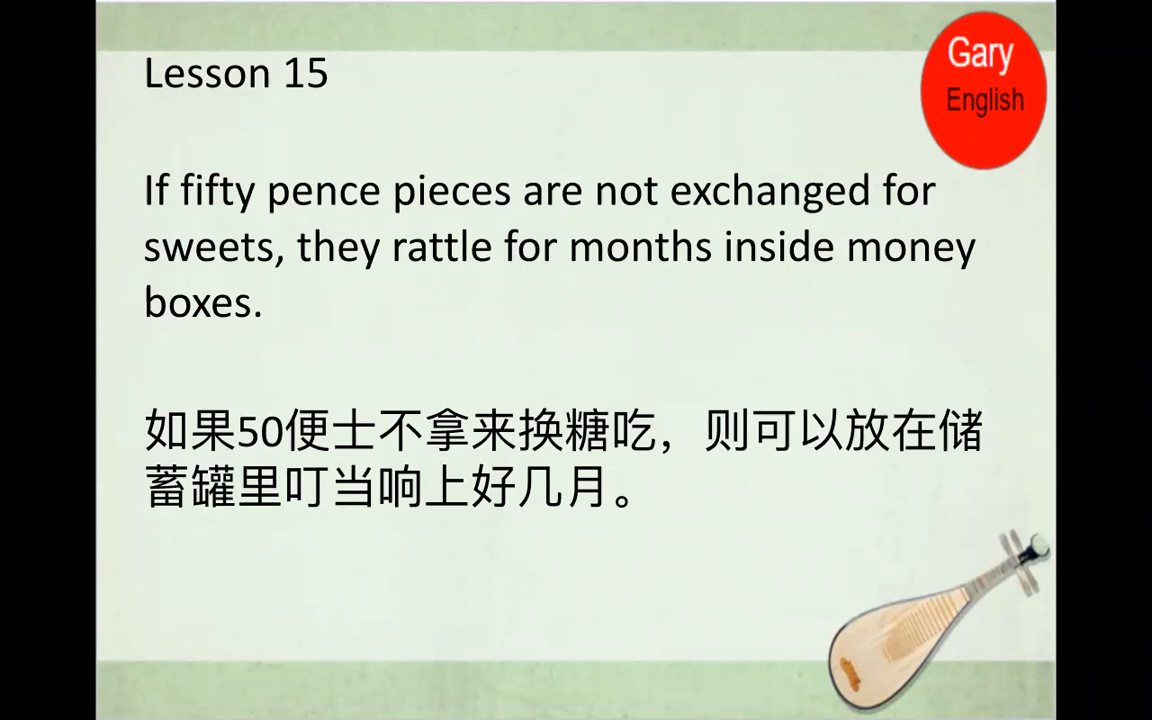 Lesson 15
Gary
English
If fifty pence pieces are not exchanged for
sweets, they rattle for months inside money
boxes.
如果50便士不拿来换糖吃，则可以放在储
蓄罐里叮当响上好几月。